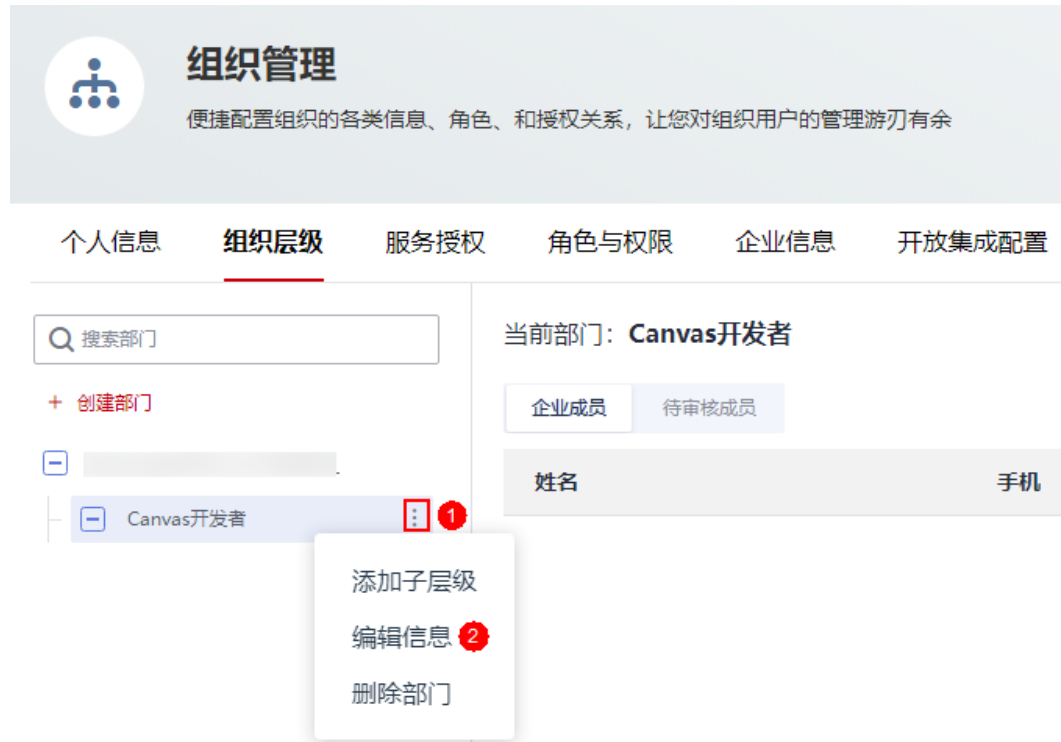 组织管理
便捷配置组织的各类信息、角色、和授权关系，让您对组织用户的管理游刃有余
个人信息 组织层级 服务授权 角色与权限 企业信息 开放集成配置
搜索部门
+ 创建部门
Canvas开发者
1
添加子层级
编辑信息 2
删除部门
当前部门：Canvas开发者
企业成员 待审核成员
姓名 手机